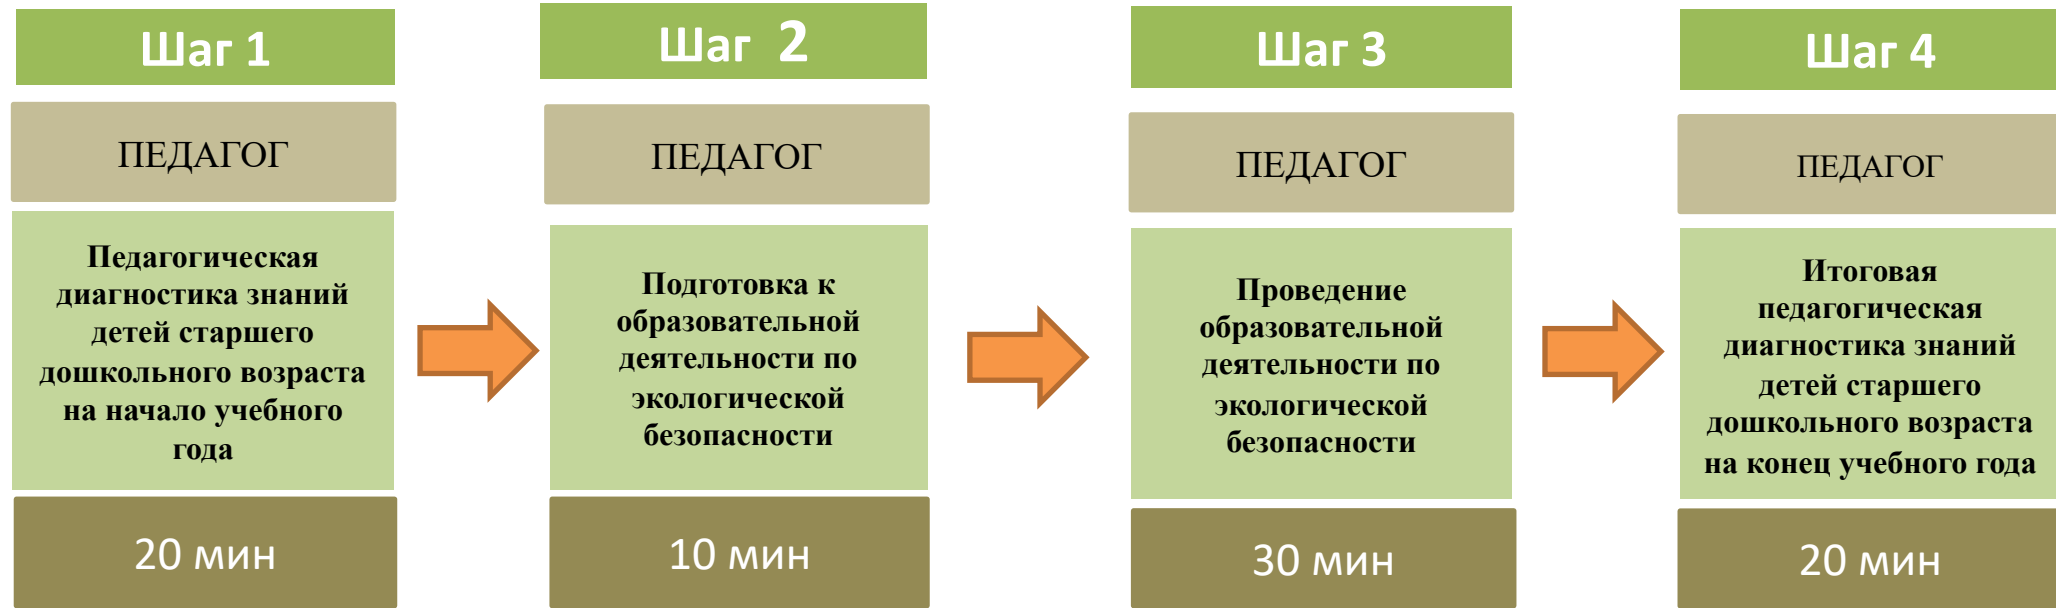 Шаг 1
ПЕДАГОГ
Педагогическая
диагностика знаний
детей старшего
дошкольного возраста
на начало учебного
года
20 мин
Шаг 2
ПЕДАГОГ
Подготовка к
образовательной
деятельности по
экологической
безопасности
10 мин
Шаг 3
ПЕДАГОГ
Проведение
образовательной
деятельности по
экологической
безопасности
30 мин
Шаг 4
ПЕДАГОГ
Итоговая
педагогическая
диагностика знаний
детей старшего
дошкольного возраста
на конец учебного года
20 мин